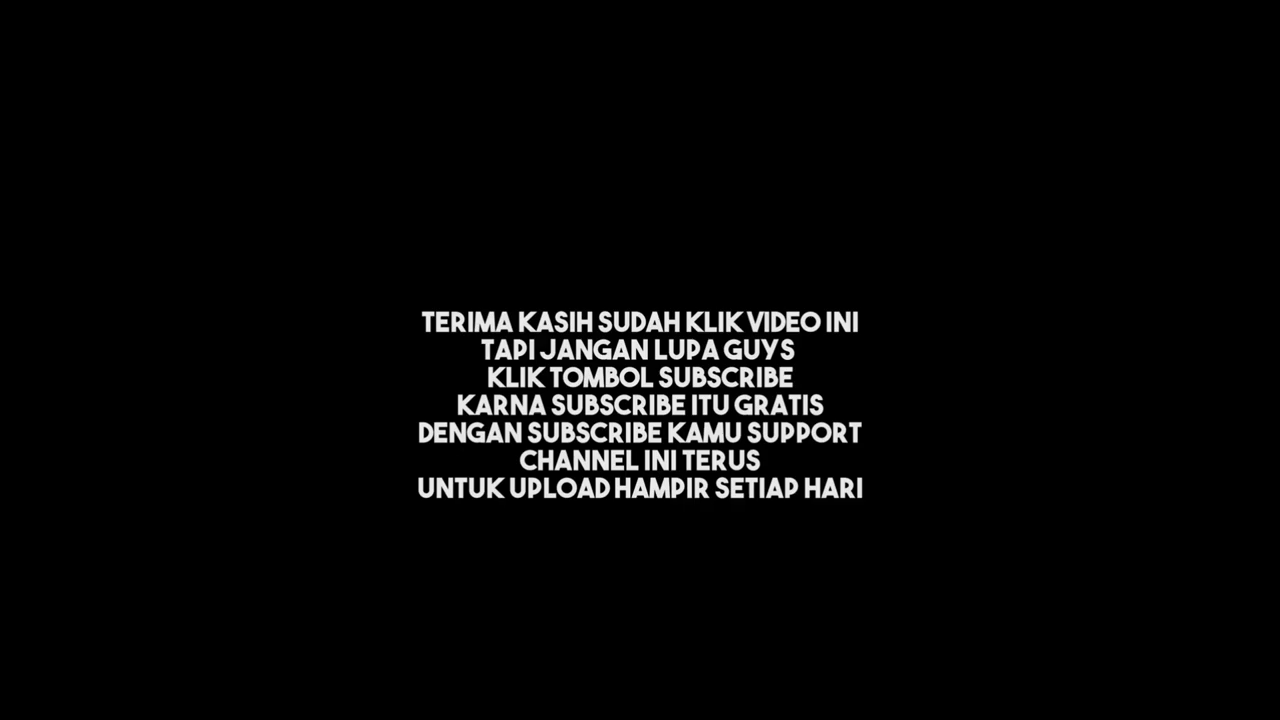 TERIMA KASIH SUDAH KLIK VIDEO INI
TAPI JANGAN LUPA GUYS
KLIK TOMBOL SUBSCRIBE
KARNA SUBSCRIBE ITU GRATIS
DENGAN SUBSCRIBE KAMU SUPPORT
CHANNEL INI TERUS
UNTUK UPLOAD HAMPIR SETIAP HARI